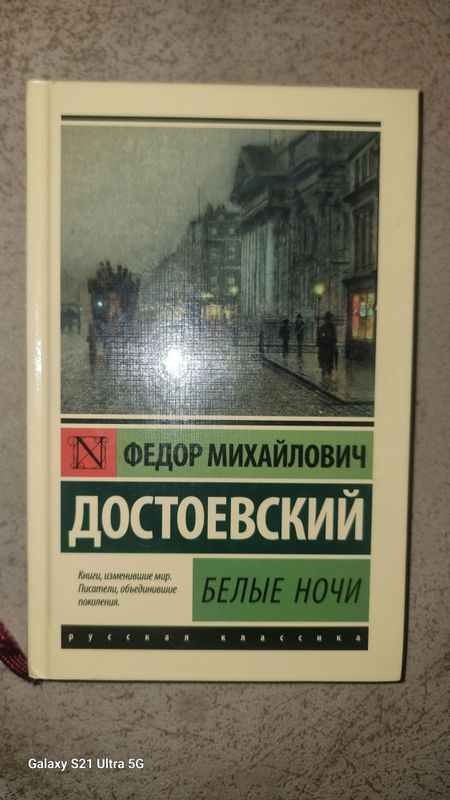 N
ФЕДОР МИХАЙЛОВИЧ
ДОСТОЕВСКИЙ
Книги, изменившие мир.
Писатели, объединившие
поколения.
БЕЛЫЕ НОЧИ
русская классика
Galaxy S21 Ultra 5G